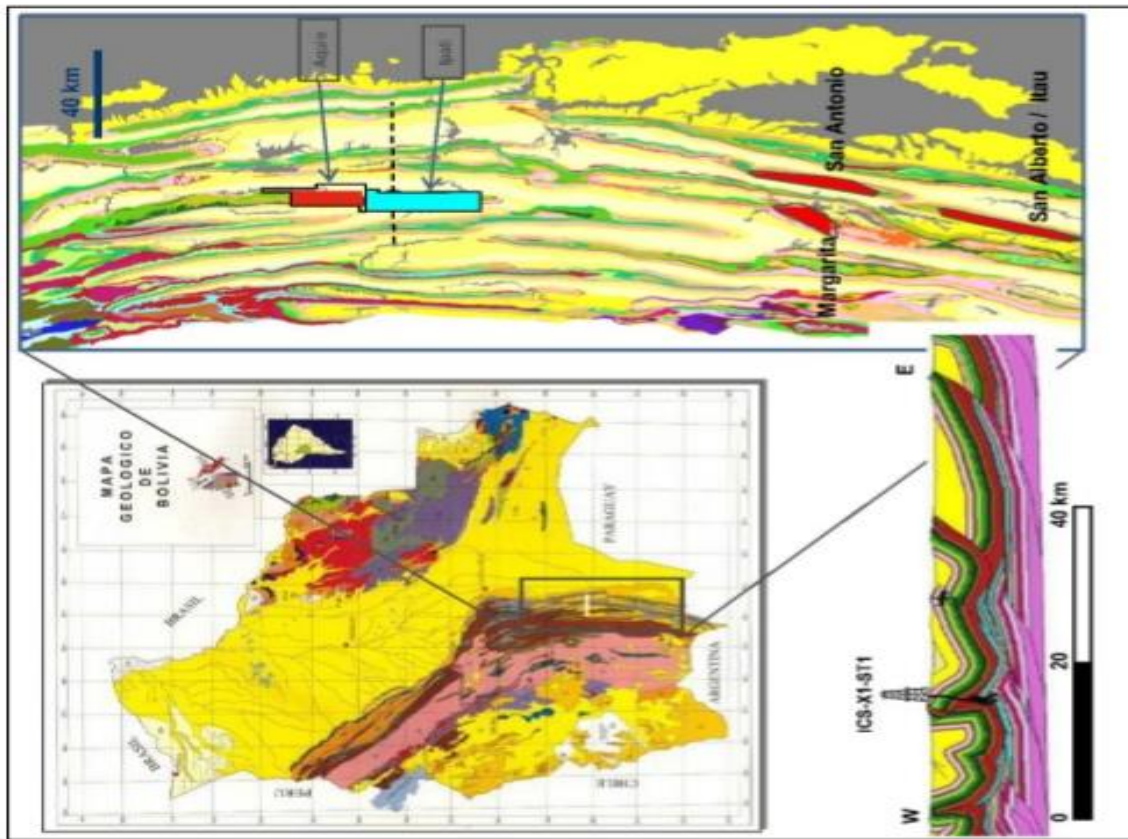 40 km
Aquio
Ipati
San Antonio
Margarita
San Alberto / Itau
MAPA
GEOLOGICO
DE
BOLIVIA
BRASIL
BRASIL
PERU
PARAGUAY
CHILE
ARGENTINA
ICS-X1-ST1
W
E
0
20
40 km